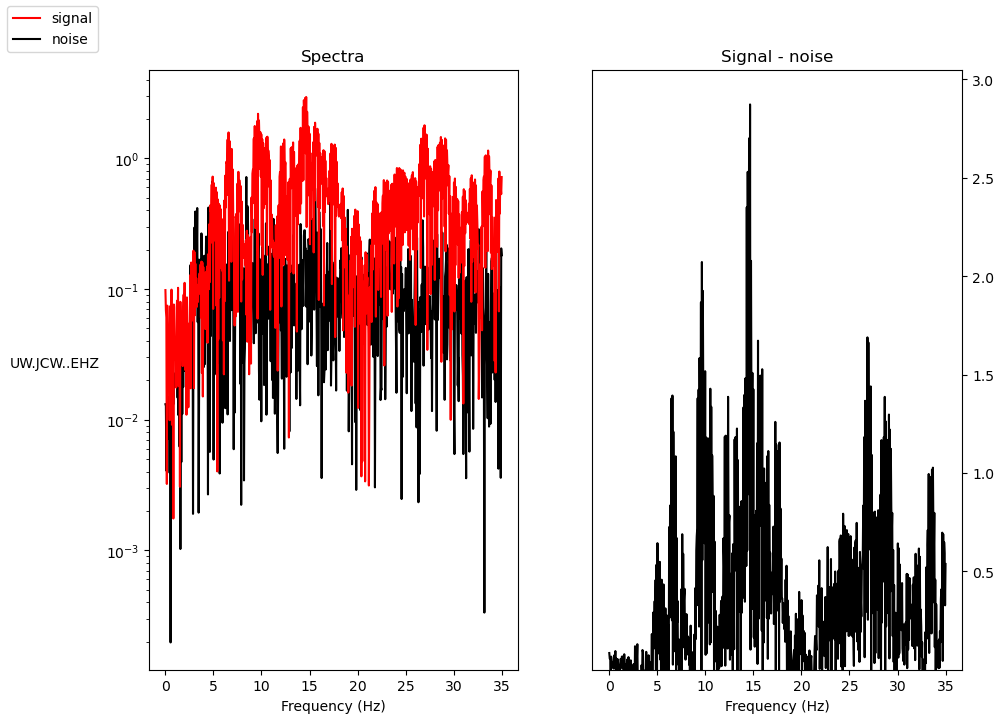 signal
noise
Spectra
Signal - noise
UW.JCW..EHZ
10^0
10^-1
10^-2
10^-3
0 5 10 15 20 25 30 35
Frequency (Hz)
3.0
2.5
2.0
1.5
1.0
0.5
0 5 10 15 20 25 30 35
Frequency (Hz)